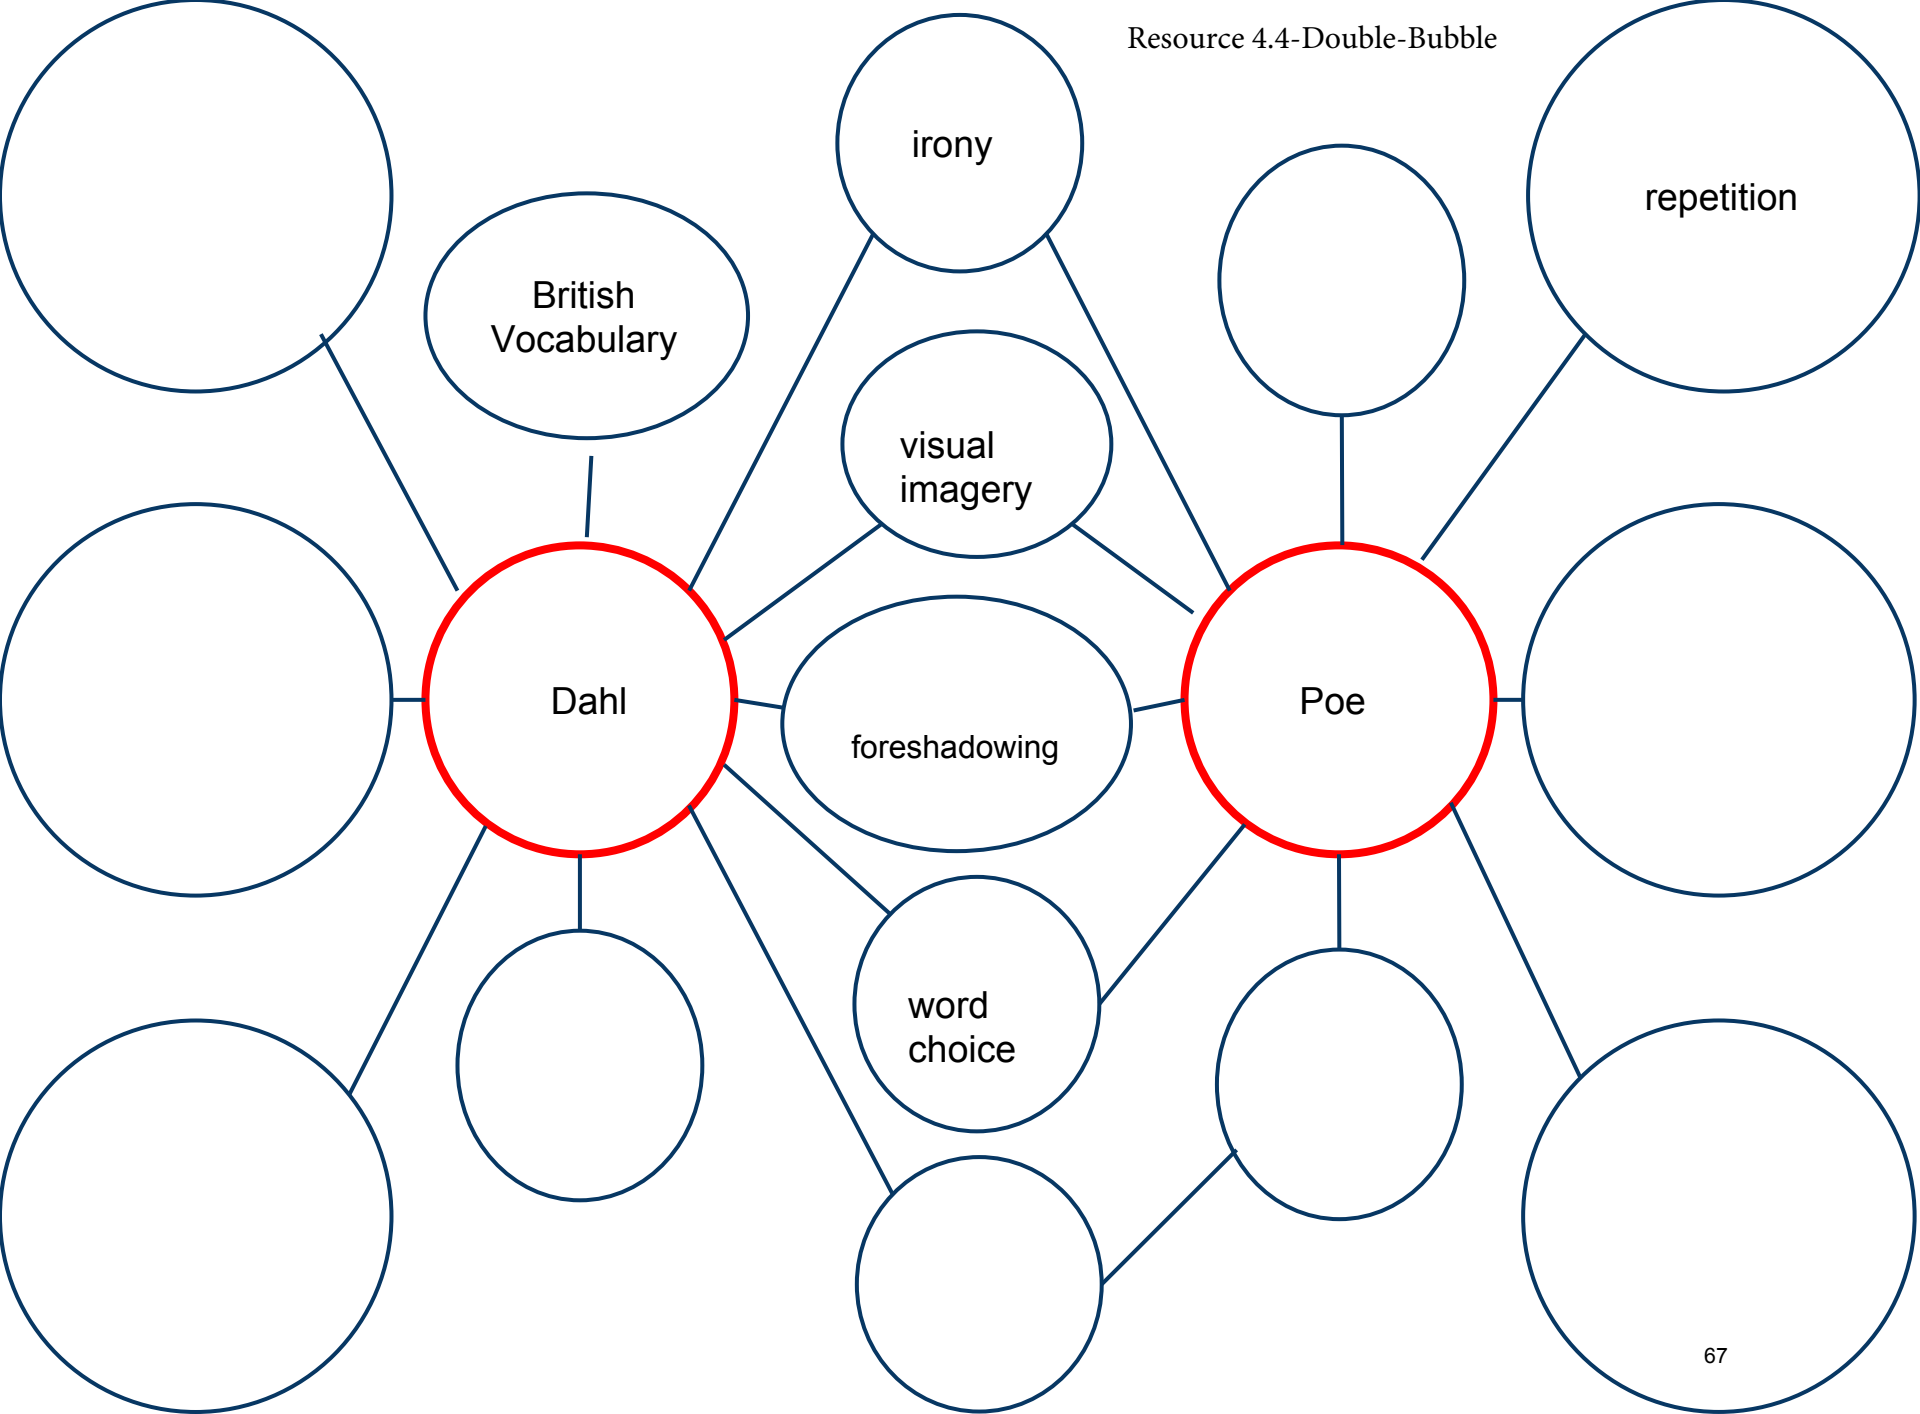 Resource 4.4-Double-Bubble
irony
repetition
British
Vocabulary
visual
imagery
Dahl
Poe
foreshadowing
word
choice
67